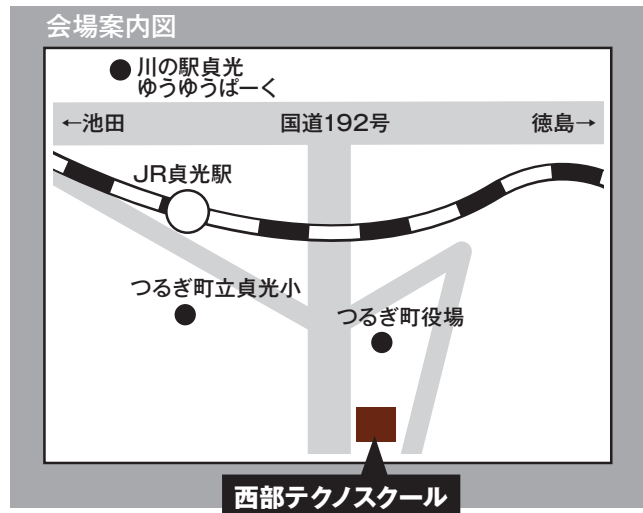 会場案内図
川の駅貞光
ゆうゆうぱーく
←池田
国道192号
徳島→
JR貞光駅
つるぎ町立貞光小
つるぎ町役場
西部テクノスクール